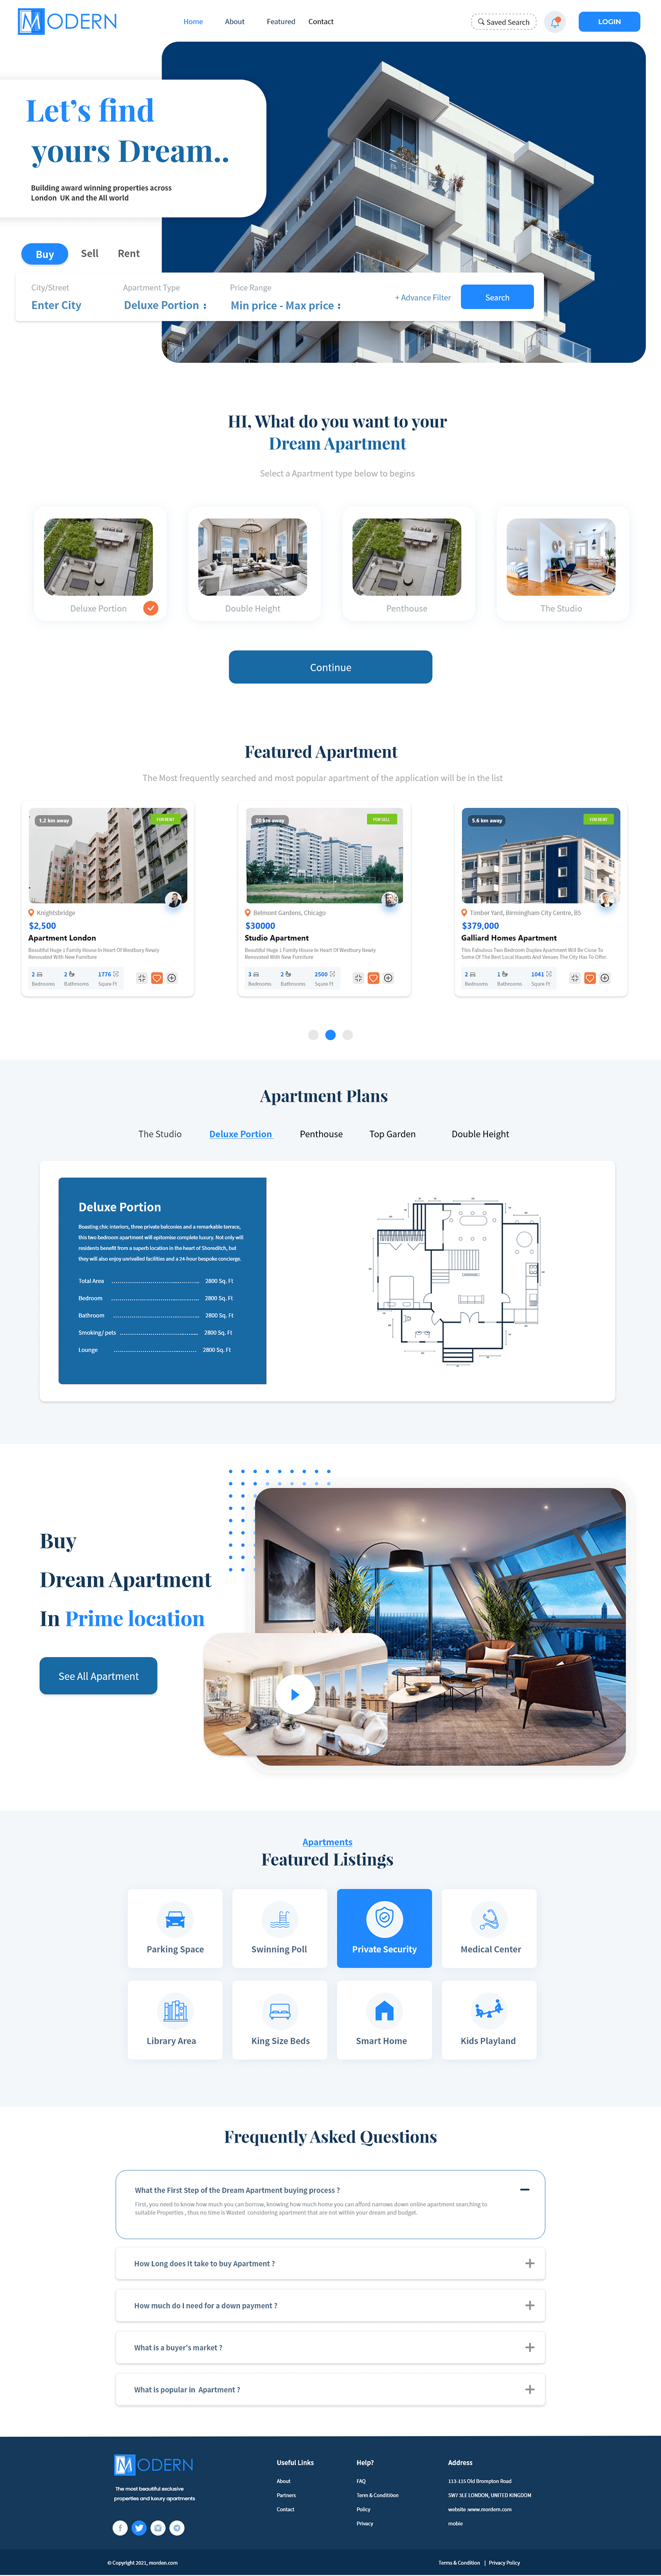 MODERN
Home About Featured Contact
Saved Search
LOGIN
Let's find
yours Dream..
Building award winning properties across
London UK and the All world
Buy Sell Rent
City/Street Apartment Type Price Range
Enter City Deluxe Portion : Min price - Max price :
+ Advance Filter Search
HI, What do you want to your
Dream Apartment
Select a Apartment type below to begins
Deluxe Portion Double Height Penthouse The Studio
Continue
Featured Apartment
The Most frequently searched and most popular apartment of the application will be in the list
1.2 km away FOR RENT
Knightsbridge
$2,500
Apartment London
Beautiful Huge 1 Family House In Heart Of Westbury Newly
Renovated With New Furniture
2 2 1776
Bedrooms Bathrooms Squre Ft
20 km away FOR SELL
Belmont Gardens, Chicago
$30000
Studio Apartment
Beautiful Huge 1 Family House In Heart Of Westbury Newly
Renovated With New Furniture
3 2 2500
Bedrooms Bathrooms Squre Ft
5.6 km away FOR RENT
Timber Yard, Birmingham City Centre, B5
$379,000
Galliard Homes Apartment
This Fabulous Two Bedroom Duplex Apartment Will Be Close To
Some Of The Best Local Haunts And Venues The City Has To Offer.
2 1 1041
Bedrooms Bathrooms Squre Ft
Apartment Plans
The Studio Deluxe Portion Penthouse Top Garden Double Height
Deluxe Portion
Boasting chic interiors, three private balconies and a remarkable terrace,
this two bedroom apartment will epitomise complete luxury. Not only will
residents benefit from a superb location in the heart of Shoreditch, but
they will also enjoy unrivalled facilities and a 24-hour bespoke concierge.
Total Area ........................................ 2800 Sq. Ft
Bedroom ........................................ 2800 Sq. Ft
Bathroom ........................................ 2800 Sq. Ft
Smoking/ pets ................................... 2800 Sq. Ft
Lounge ...................................... 2800 Sq. Ft
Buy
Dream Apartment
In Prime location
See All Apartment
Apartments
Featured Listings
Parking Space Swinning Poll Private Security Medical Center
Library Area King Size Beds Smart Home Kids Playland
Frequently Asked Questions
What the First Step of the Dream Apartment buying process ?
First, you need to know how much you can borrow, knowing how much home you can afford narrows down online apartment searching to
suitable Properties , thus no time is Wasted considering apartment that are not within your dream and budget.
How Long does It take to buy Apartment ?
How much do I need for a down payment ?
What is a buyer's market ?
What is popular in Apartment ?
MODERN
The most beautiful exclusive
properties and luxury apartments
Useful Links
About
Partners
Contact
Help?
FAQ
Term & Conditition
Policy
Privacy
Address
113-115 Old Brompton Road
SW7 3LE LONDON, UNITED KINGDOM
website :www.mordern.com
mobie
© Copyright 2021, morden.com
Terms & Condition | Privacy Policy